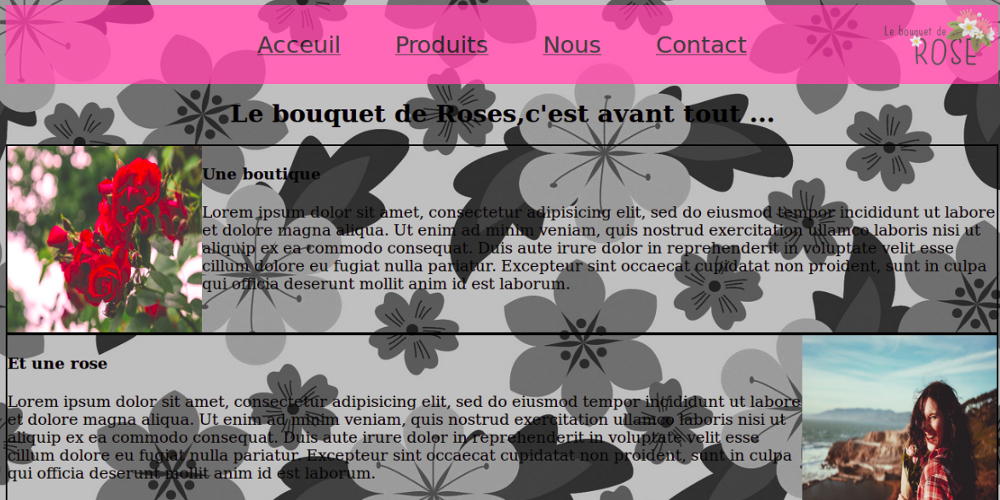 Acceuil Produits Nous Contact
Le bouquet de
ROSE
Le bouquet de Roses,c'est avant tout ...
Une boutique
Lorem ipsum dolor sit amet, consectetur adipisicing elit, sed do eiusmod tempor incididunt ut labore
et dolore magna aliqua. Ut enim ad minim veniam, quis nostrud exercitation ullamco laboris nisi ut
aliquip ex ea commodo consequat. Duis aute irure dolor in reprehenderit in voluptate velit esse
cillum dolore eu fugiat nulla pariatur. Excepteur sint occaecat cupidatat non proident, sunt in culpa
qui officia deserunt mollit anim id est laborum.
Et une rose
Lorem ipsum dolor sit amet, consectetur adipisicing elit, sed do eiusmod tempor incididunt ut labore
et dolore magna aliqua. Ut enim ad minim veniam, quis nostrud exercitation ullamco laboris nisi ut
aliquip ex ea commodo consequat. Duis aute irure dolor in reprehenderit in voluptate velit esse
cillum dolore eu fugiat nulla pariatur. Excepteur sint occaecat cupidatat non proident, sunt in culpa
qui officia deserunt mollit anim id est laborum.